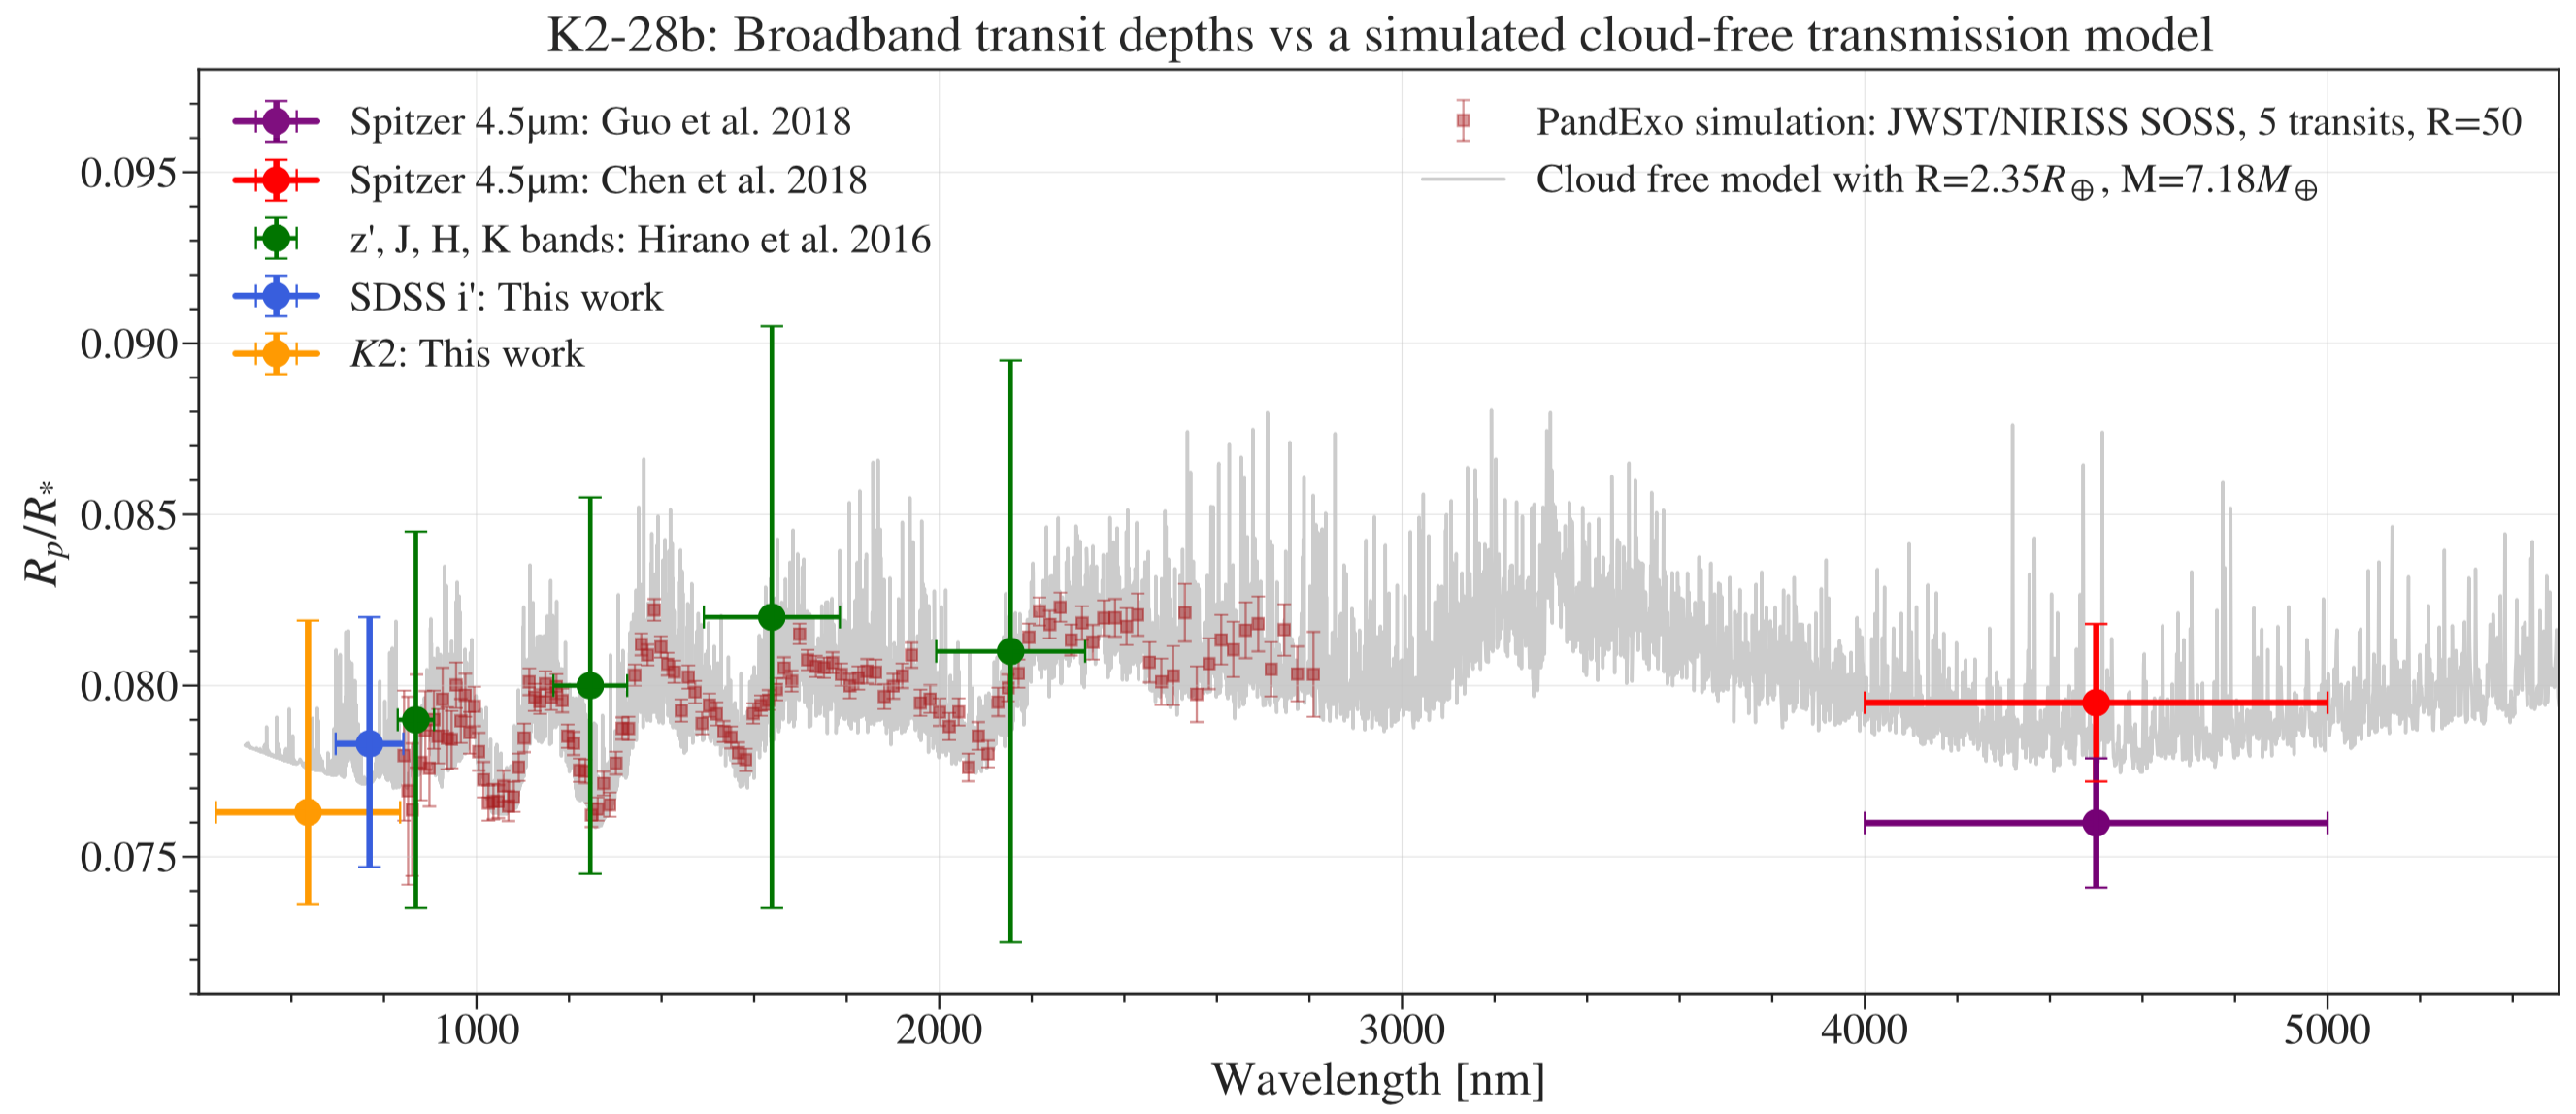 K2-28b: Broadband transit depths vs a simulated cloud-free transmission model
Spitzer 4.5μm: Guo et al. 2018
Spitzer 4.5μm: Chen et al. 2018
z', J, H, K bands: Hirano et al. 2016
SDSS i': This work
K2: This work
PandExo simulation: JWST/NIRISS SOSS, 5 transits, R=50
Cloud free model with R=2.35R⊕, M=7.18M⊕
Rp/R*
0.095
0.090
0.085
0.080
0.075
1000 2000 3000 4000 5000
Wavelength [nm]